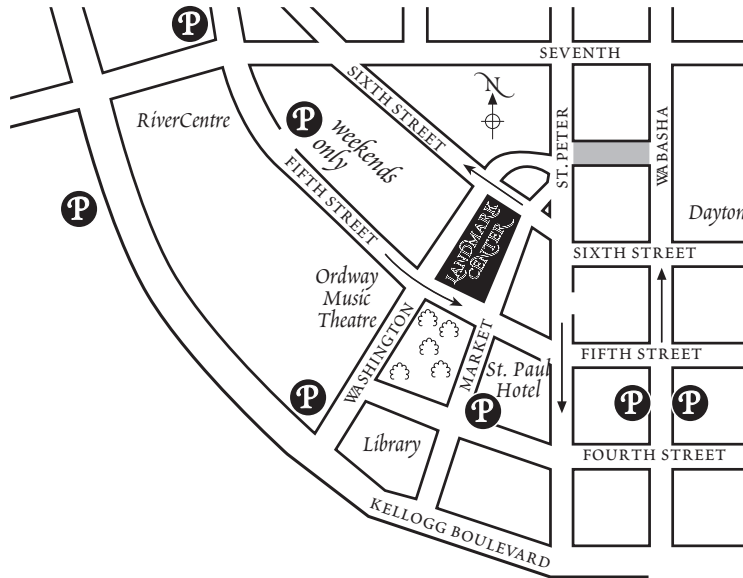 P
SEVENTH
SIXTH STREET
N
RiverCentre
P
weekends
only
ST. PETER
WABASHA
FIFTH STREET
P
LANDMARK
CENTER
Dayton
SIXTH STREET
Ordway
Music
Theatre
WASHINGTON
MARKET
FIFTH STREET
St. Paul
Hotel
P
P
P
P
Library
FOURTH STREET
KELLOGG BOULEVARD